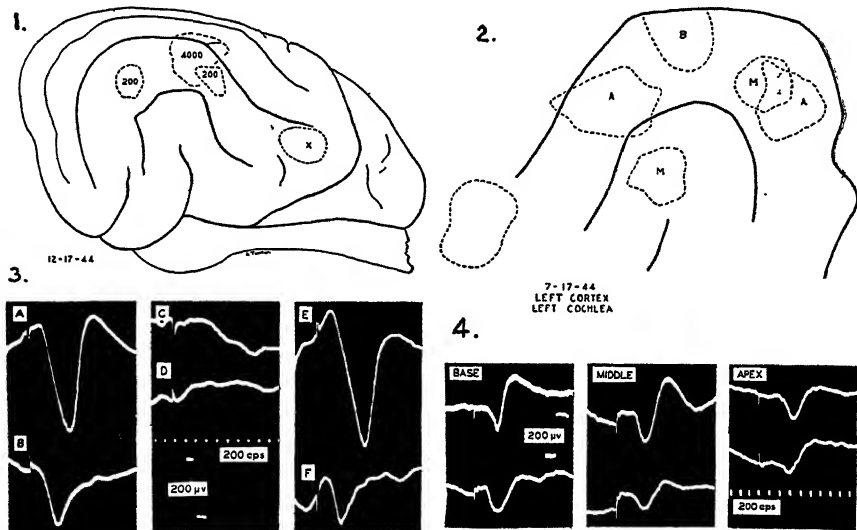 1.
4000
200
200
X
12-17-44
2.
B
A
M
A
M
7-17-44
LEFT CORTEX
LEFT COCHLEA
3.
A
B
C
D
200 cps
200 μv
E
F
4.
BASE
200 μv
MIDDLE
APEX
200 cps